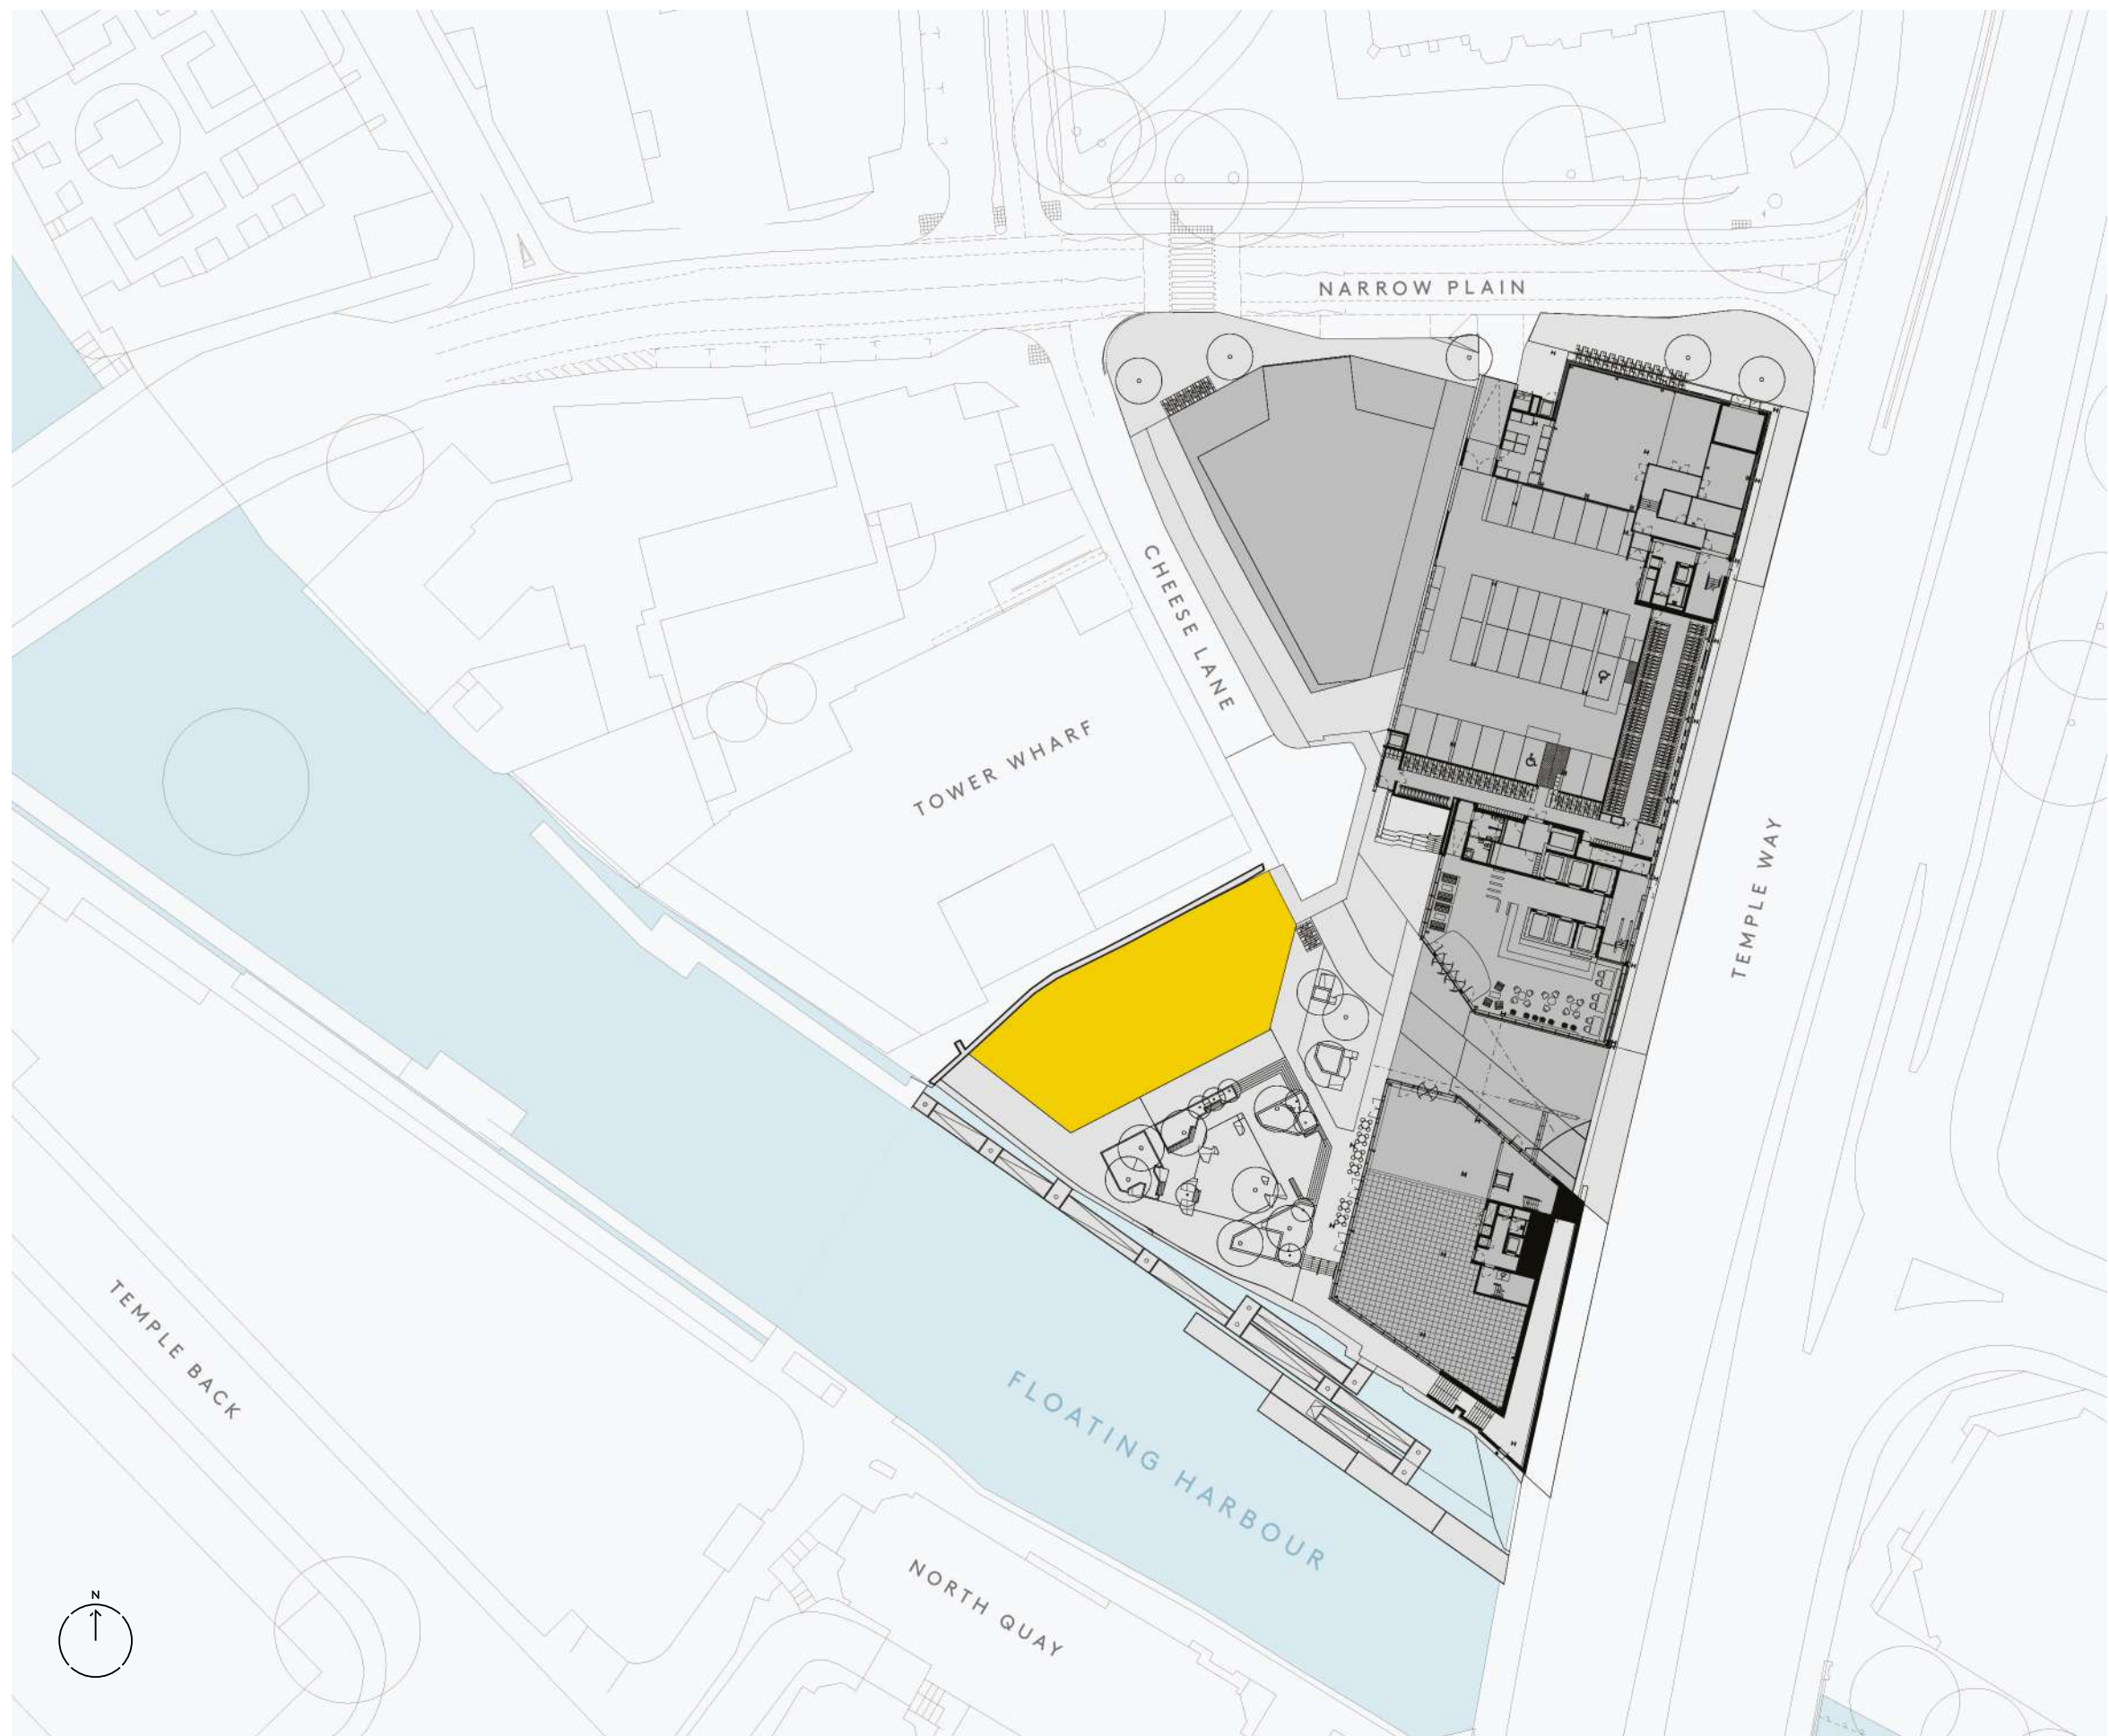 NARROW PLAIN
CHEESE LANE
TOWER WHARF
TEMPLE WAY
TEMPLE BACK
FLOATING HARBOUR
NORTH QUAY
N